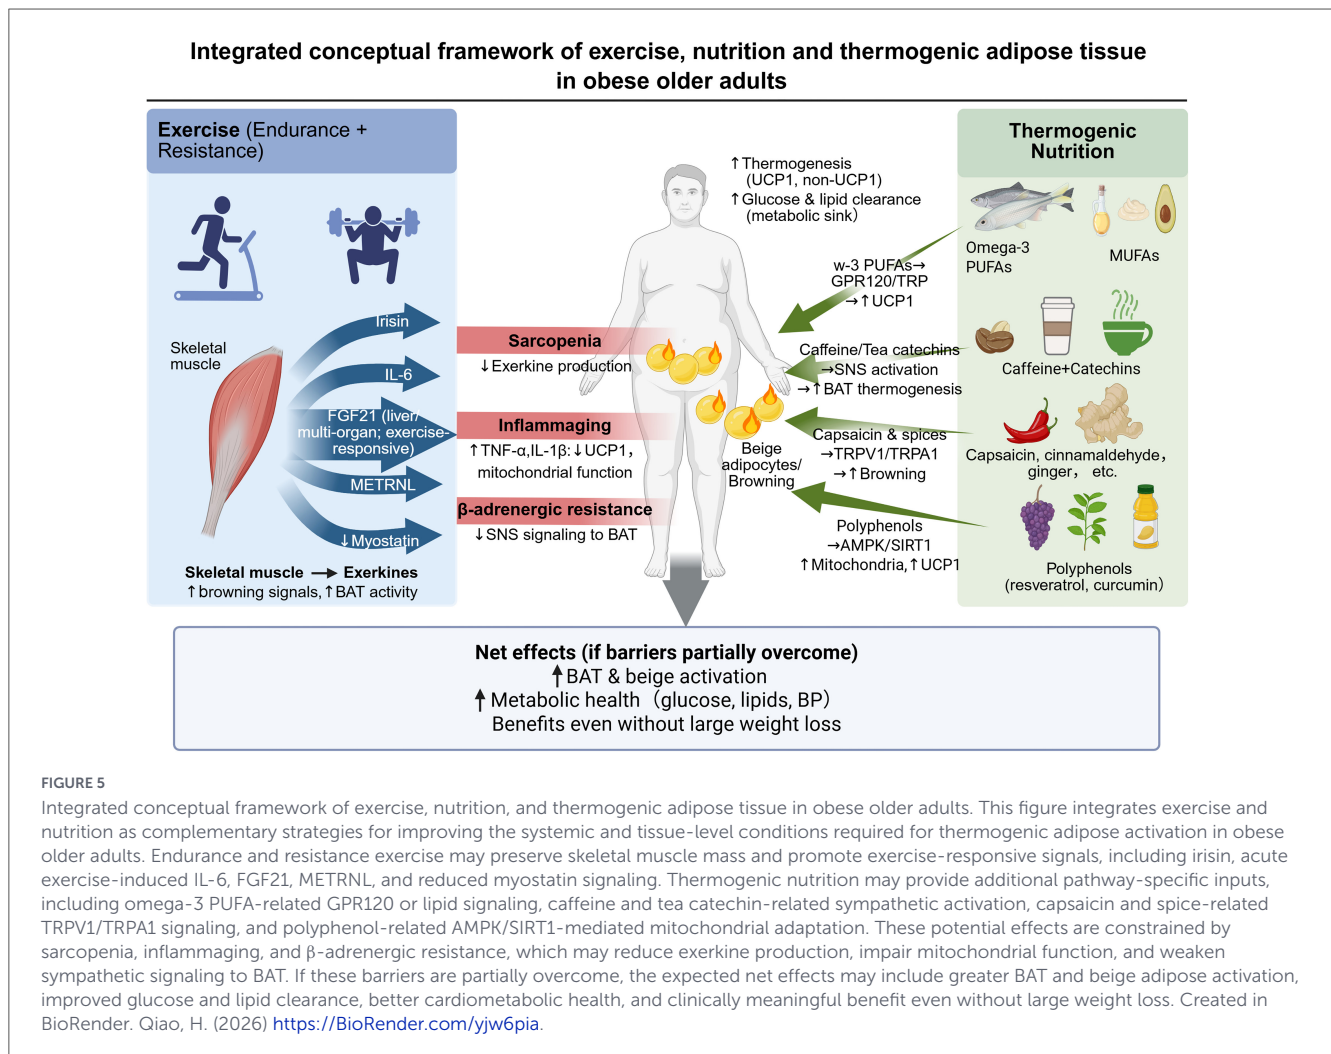 Integrated conceptual framework of exercise, nutrition and thermogenic adipose tissue
in obese older adults
Exercise (Endurance +
Resistance)
Skeletal
muscle
Irisin
IL-6
FGF21 (liver/
multi-organ; exercise-
responsive)
METRNL
↓Myostatin
Skeletal muscle → Exerkines
↑browning signals,↑BAT activity
Sarcopenia
↓Exerkine production
Inflammaging
↑TNF-α,IL-1β:↓UCP1，
mitochondrial function
β-adrenergic resistance
↓SNS signaling to BAT
↑Thermogenesis
(UCP1, non-UCP1)
↑Glucose & lipid clearance
(metabolic sink）
Beige
adipocytes/
Browning
w-3 PUFAs→
GPR120/TRP
→↑UCP1
Caffeine/Tea catechins
→SNS activation
→↑BAT thermogenesis
Capsaicin & spices
→TRPV1/TRPA1
→↑Browning
Polyphenols
→AMPK/SIRT1
↑Mitochondria,↑UCP1
Thermogenic
Nutrition
Omega-3
PUFAs
MUFAs
Caffeine+Catechins
Capsaicin, cinnamaldehyde，
ginger， etc.
Polyphenols
(resveratrol, curcumin）
Net effects (if barriers partially overcome)
↑BAT & beige activation
↑Metabolic health（glucose, lipids, BP）
Benefits even without large weight loss
FIGURE 5
Integrated conceptual framework of exercise, nutrition, and thermogenic adipose tissue in obese older adults. This figure integrates exercise and
nutrition as complementary strategies for improving the systemic and tissue-level conditions required for thermogenic adipose activation in obese
older adults. Endurance and resistance exercise may preserve skeletal muscle mass and promote exercise-responsive signals, including irisin, acute
exercise-induced IL-6, FGF21, METRNL, and reduced myostatin signaling. Thermogenic nutrition may provide additional pathway-specific inputs,
including omega-3 PUFA-related GPR120 or lipid signaling, caffeine and tea catechin-related sympathetic activation, capsaicin and spice-related
TRPV1/TRPA1 signaling, and polyphenol-related AMPK/SIRT1-mediated mitochondrial adaptation. These potential effects are constrained by
sarcopenia, inflammaging, and β-adrenergic resistance, which may reduce exerkine production, impair mitochondrial function, and weaken
sympathetic signaling to BAT. If these barriers are partially overcome, the expected net effects may include greater BAT and beige adipose activation,
improved glucose and lipid clearance, better cardiometabolic health, and clinically meaningful benefit even without large weight loss. Created in
BioRender. Qiao, H. (2026) https://BioRender.com/yjw6pia.